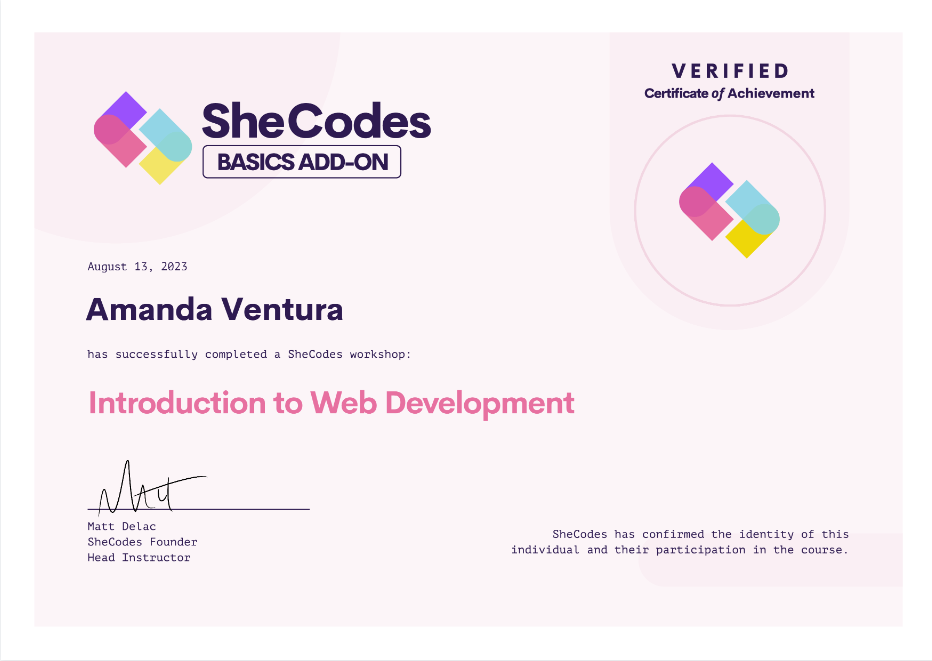 SheCodes
BASICS ADD-ON
VERIFIED
Certificate of Achievement
August 13, 2023
Amanda Ventura
has successfully completed a SheCodes workshop:
Introduction to Web Development
Matt Delac
SheCodes Founder
Head Instructor
SheCodes has confirmed the identity of this
individual and their participation in the course.